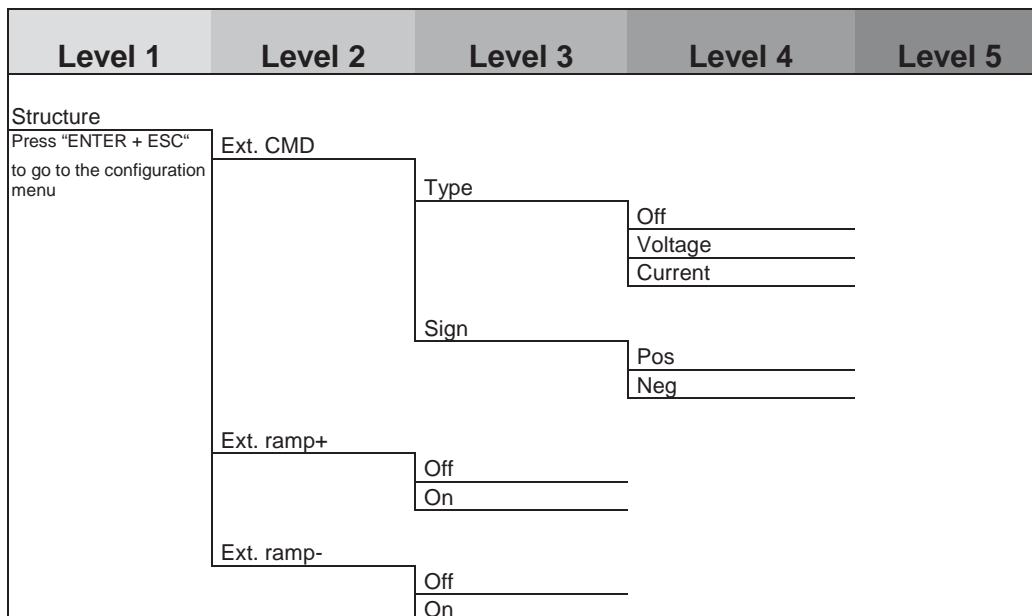 Level 1 Level 2 Level 3 Level 4 Level 5
Structure
Press “ENTER + ESC“
to go to the configuration
menu
Ext. CMD
Type
Off
Voltage
Current
Sign
Pos
Neg
Ext. ramp+
Off
On
Ext. ramp-
Off
On